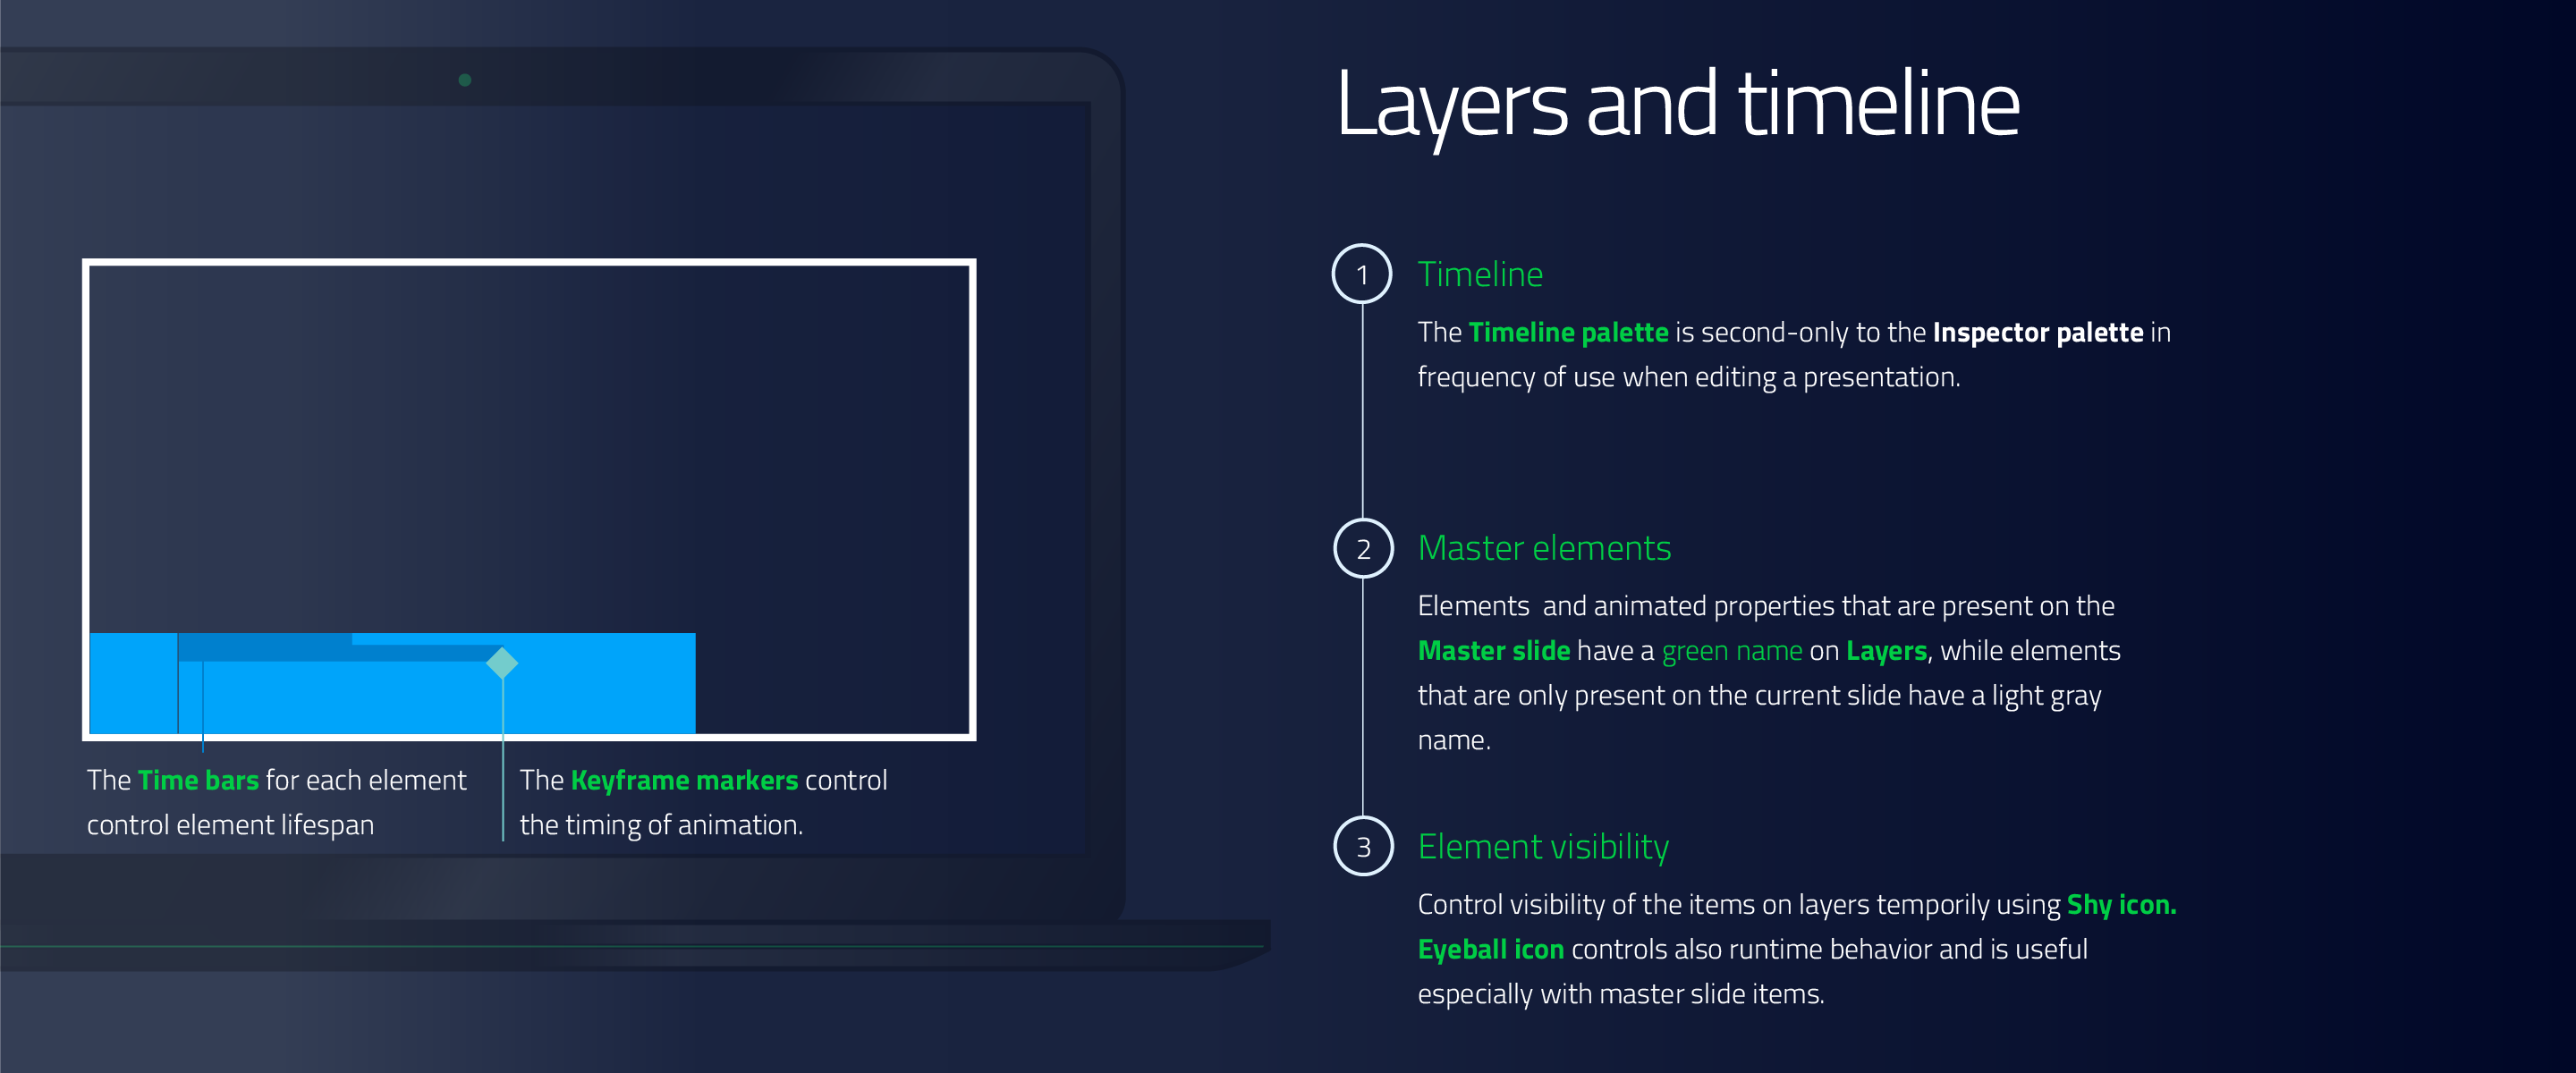 Layers and timeline
1
Timeline
The Timeline palette is second-only to the Inspector palette in
frequency of use when editing a presentation.
2
Master elements
Elements  and animated properties that are present on the
Master slide have a green name on Layers, while elements
that are only present on the current slide have a light gray
name.
3
Element visibility
Control visibility of the items on layers temporily using Shy icon.
Eyeball icon controls also runtime behavior and is useful
especially with master slide items.
The Time bars for each element
control element lifespan
The Keyframe markers control
the timing of animation.